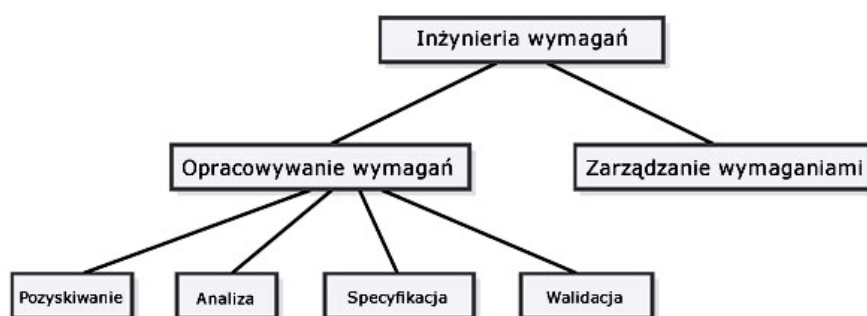 Inżynieria wymagań
Opracowywanie wymagań
Zarządzanie wymaganiami
Pozyskiwanie
Analiza
Specyfikacja
Walidacja